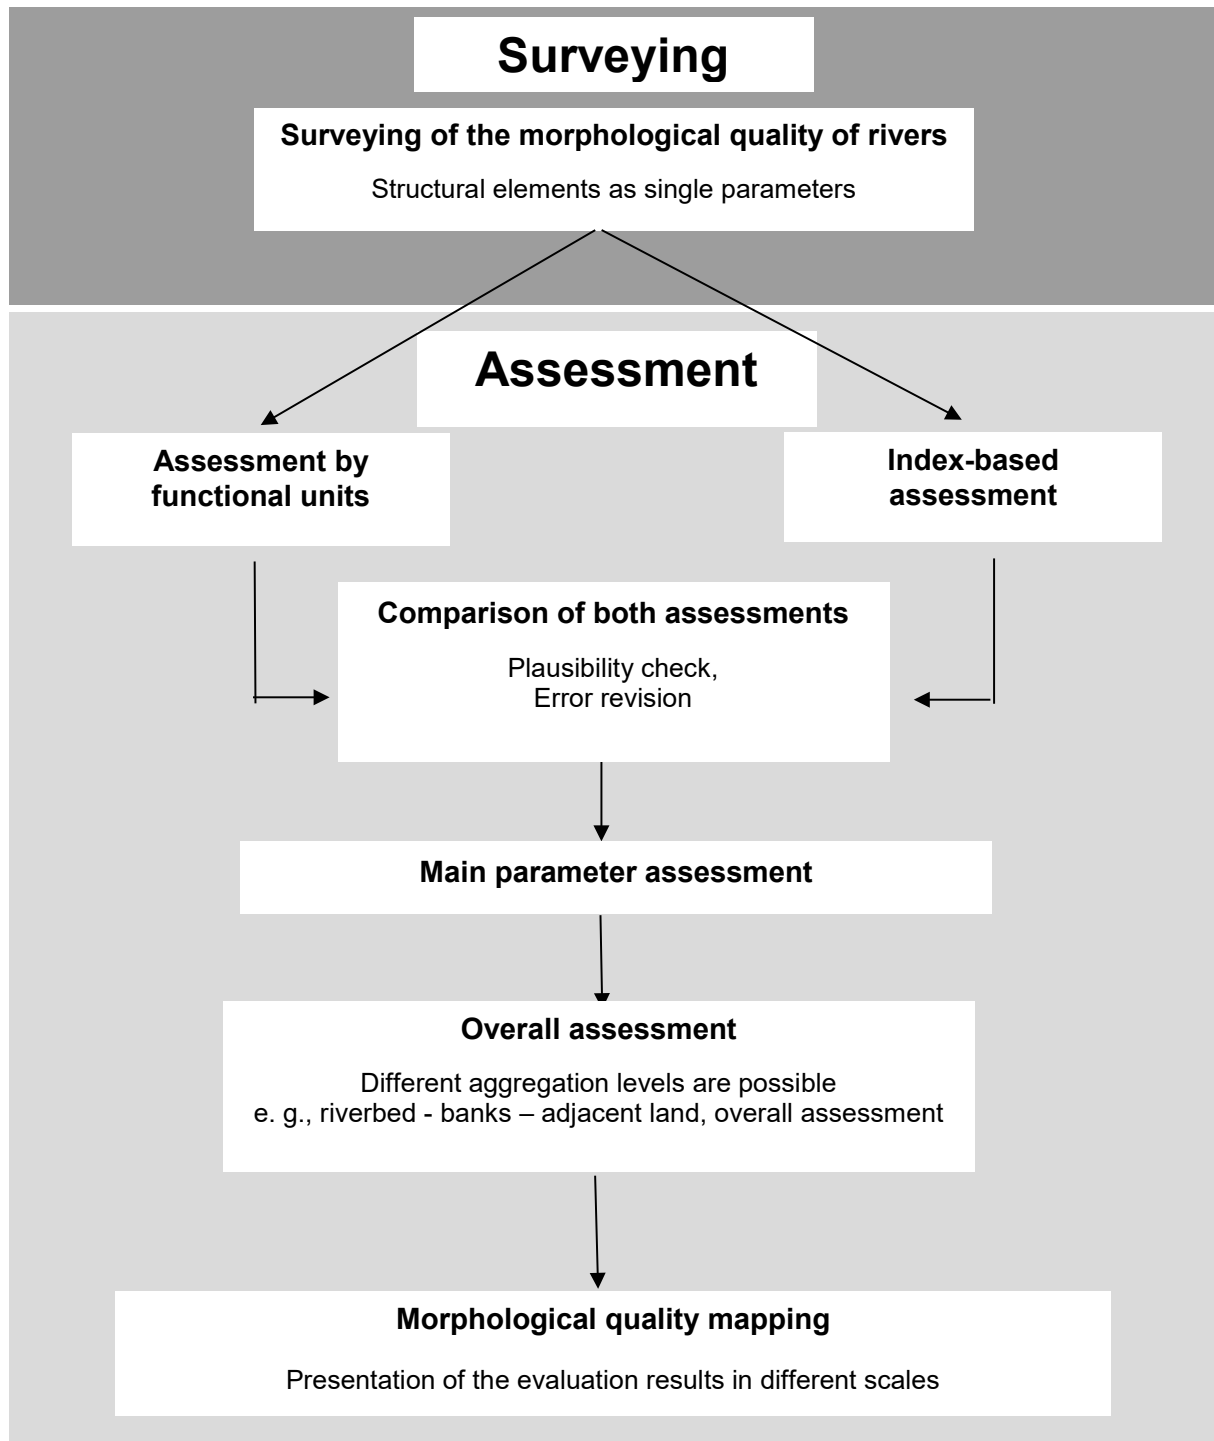 Surveying
Surveying of the morphological quality of rivers
Structural elements as single parameters
Assessment
Assessment by
functional units
Index-based
assessment
Comparison of both assessments
Plausibility check,
Error revision
Main parameter assessment
Overall assessment
Different aggregation levels are possible
e. g., riverbed - banks – adjacent land, overall assessment
Morphological quality mapping
Presentation of the evaluation results in different scales